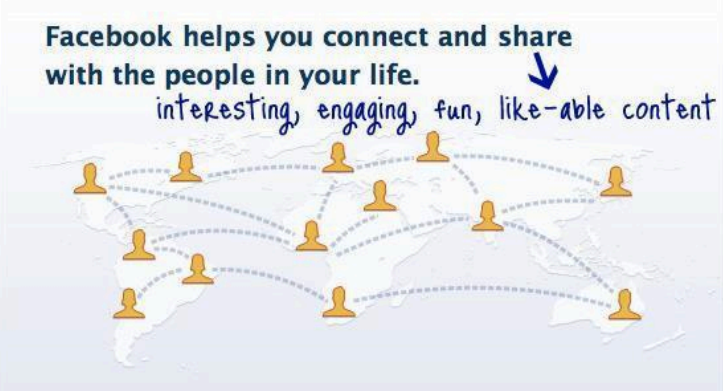 Facebook helps you connect and share
with the people in your life.
interesting, engaging, fun, like-able content